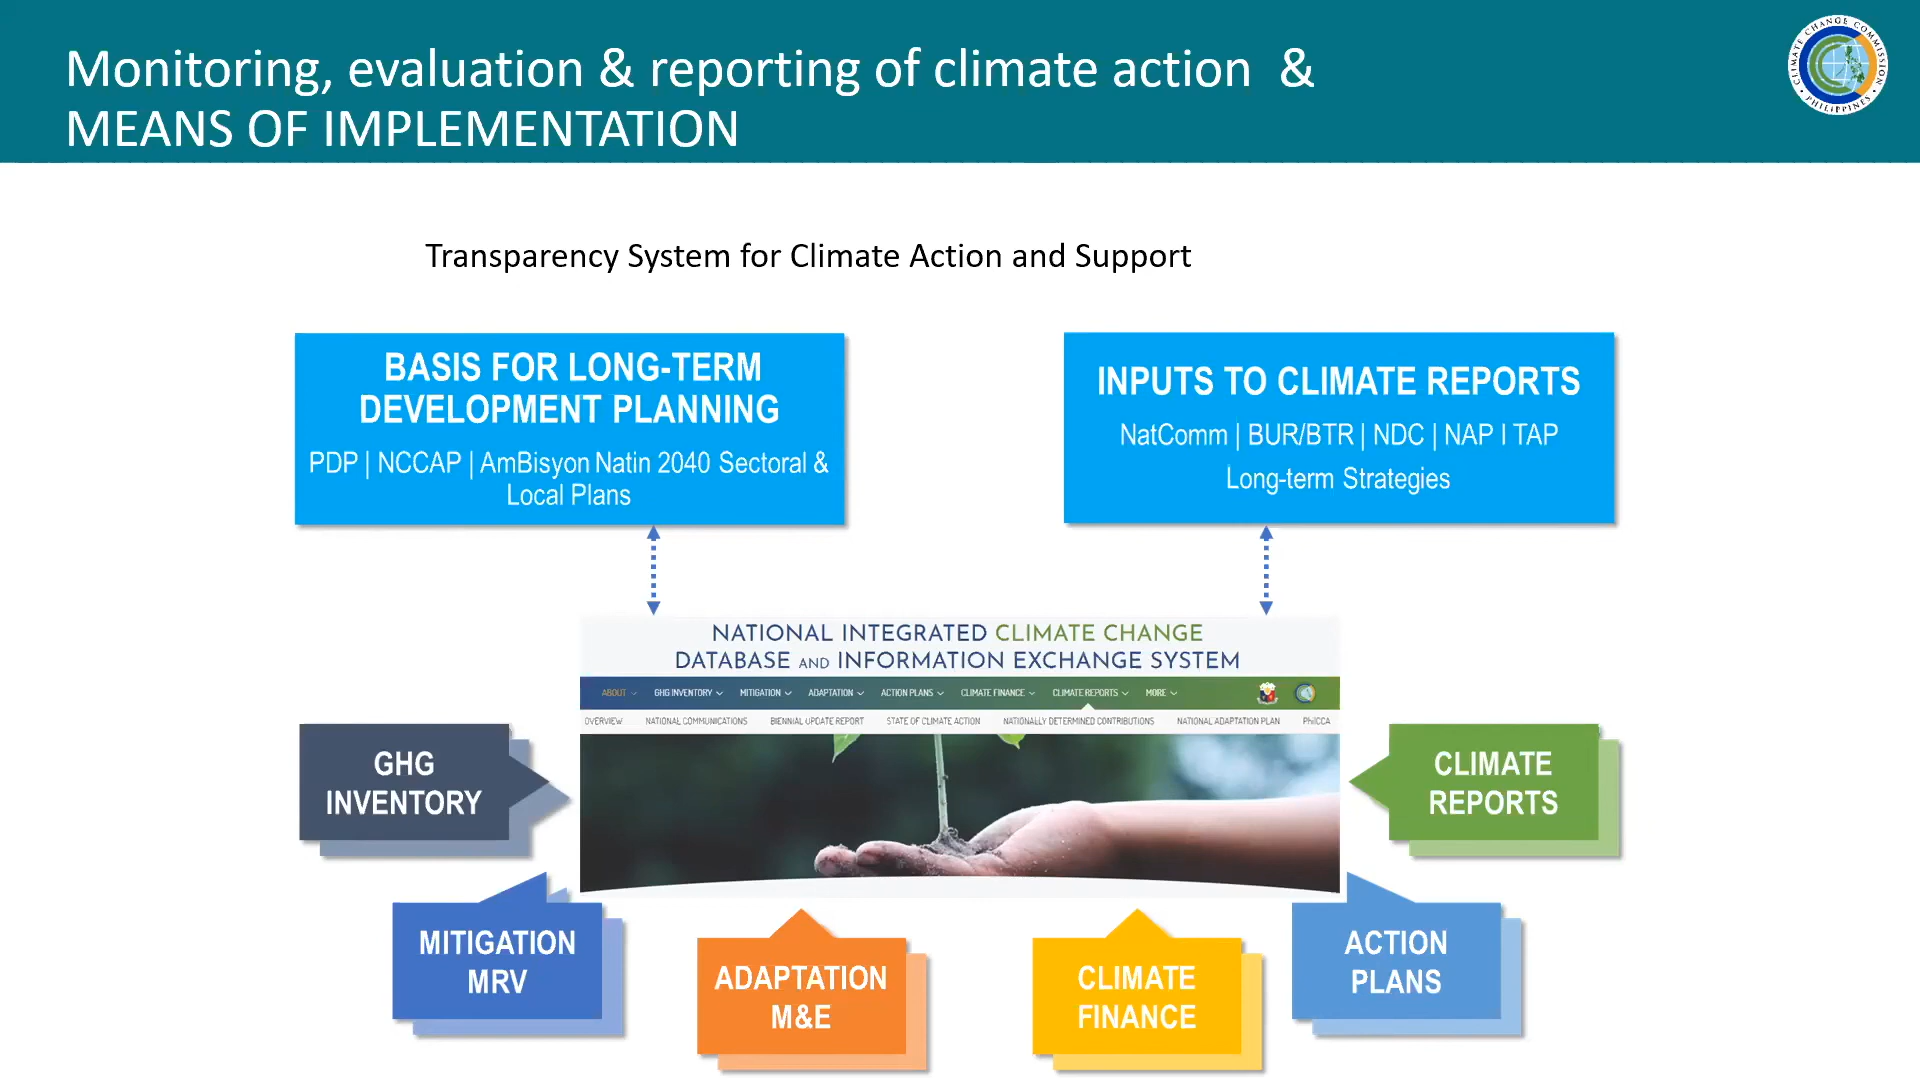 Monitoring, evaluation & reporting of climate action &
MEANS OF IMPLEMENTATION
CLIMATE CHANGE COMMISSION
PHILIPPINES
Transparency System for Climate Action and Support
BASIS FOR LONG-TERM
DEVELOPMENT PLANNING
PDP | NCCAP | AmBisyon Natin 2040 Sectoral &
Local Plans
INPUTS TO CLIMATE REPORTS
NatComm | BUR/BTR | NDC | NAP I TAP
Long-term Strategies
NATIONAL INTEGRATED CLIMATE CHANGE
DATABASE AND INFORMATION EXCHANGE SYSTEM
ABOUT GHG INVENTORY MITIGATION ADAPTATION ACTION PLANS CLIMATE FINANCE CLIMATE REPORTS MORE
OVERVIEW NATIONAL COMMUNICATIONS BIENNIAL UPDATE REPORT STATE OF CLIMATE ACTION NATIONALLY DETERMINED CONTRIBUTIONS NATIONAL ADAPTATION PLAN PhilCCA
GHG
INVENTORY
CLIMATE
REPORTS
MITIGATION
MRV
ADAPTATION
M&E
CLIMATE
FINANCE
ACTION
PLANS